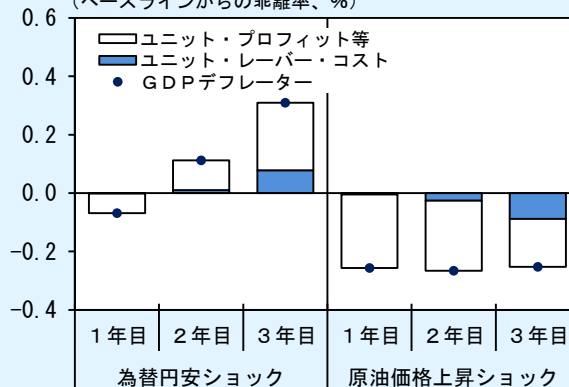 （ベースラインからの乖離率、％）
0.6
ユニット・プロフィット等
ユニット・レーバー・コスト
ＧＤＰデフレーター
0.4
0.2
0.0
−0.2
−0.4
１年目 ２年目 ３年目 １年目 ２年目 ３年目
為替円安ショック 原油価格上昇ショック